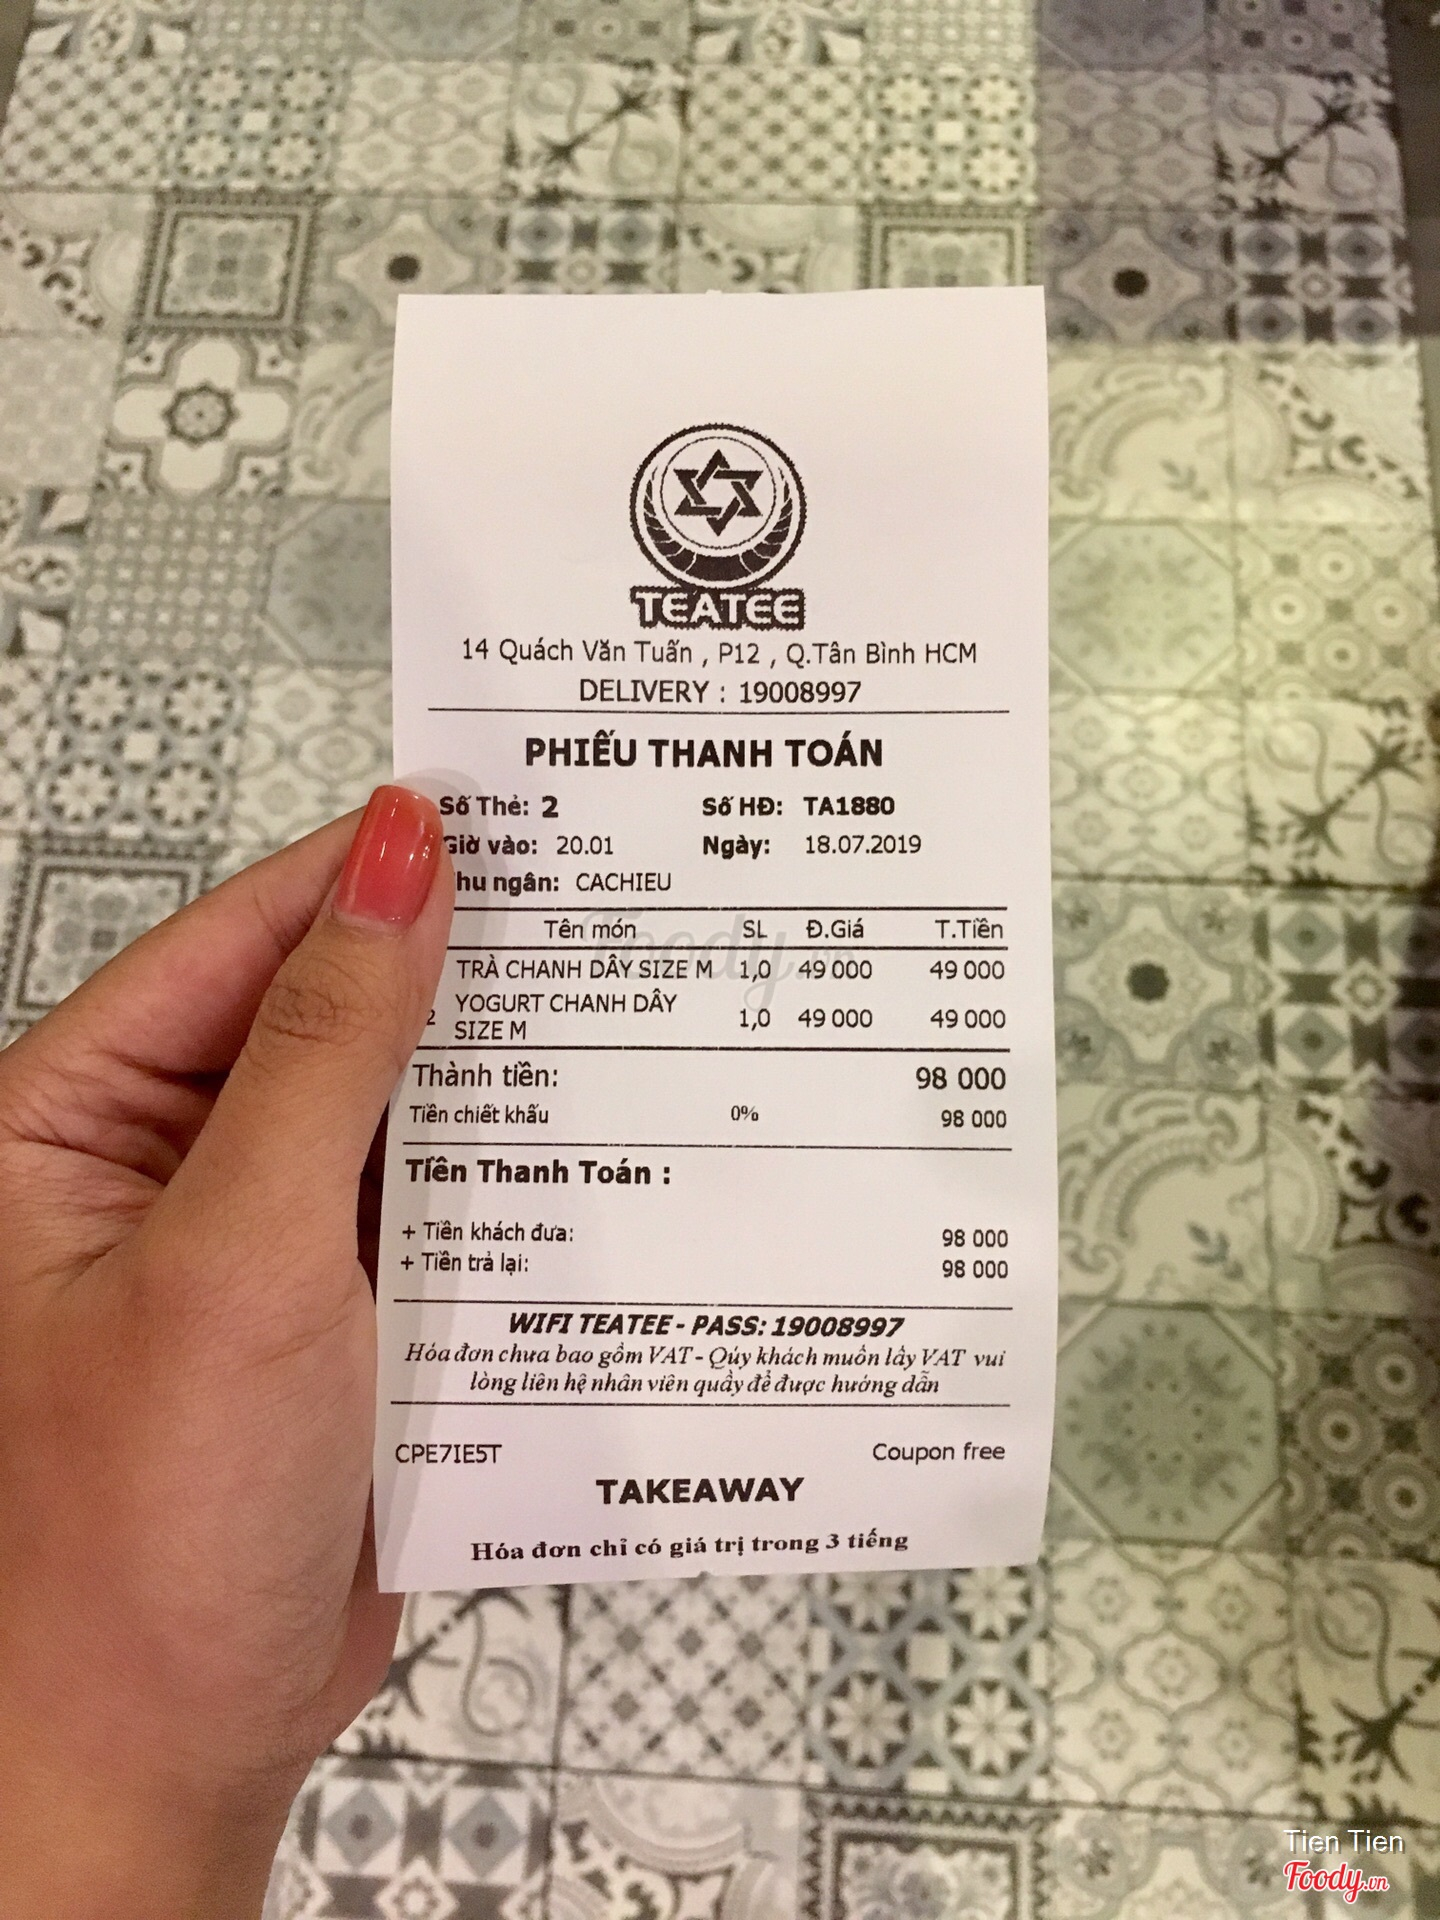 TEATEE
14 Quách Văn Tuấn , P12 , Q.Tân Bình HCM
DELIVERY : 19008997
PHIẾU THANH TOÁN
Số Thẻ: 2 Số HĐ: TA1880
Giờ vào: 20.01 Ngày: 18.07.2019
hu ngân: CACHIEU
Tên món SL Đ.Giá T.Tiền
TRÀ CHANH DÂY SIZE M 1,0 49 000 49 000
2 YOGURT CHANH DÂY
SIZE M 1,0 49 000 49 000
Thành tiền: 98 000
Tiền chiết khấu 0% 98 000
Tiền Thanh Toán :
+ Tiền khách đưa: 98 000
+ Tiền trả lại: 98 000
WIFI TEATEE - PASS: 19008997
Hóa đơn chưa bao gồm VAT - Qúy khách muốn lấy VAT vui
lòng liên hệ nhân viên quầy để được hướng dẫn
CPE7IE5T Coupon free
TAKEAWAY
Hóa đơn chỉ có giá trị trong 3 tiếng
Foody.vn
Tien Tien
Foody.vn